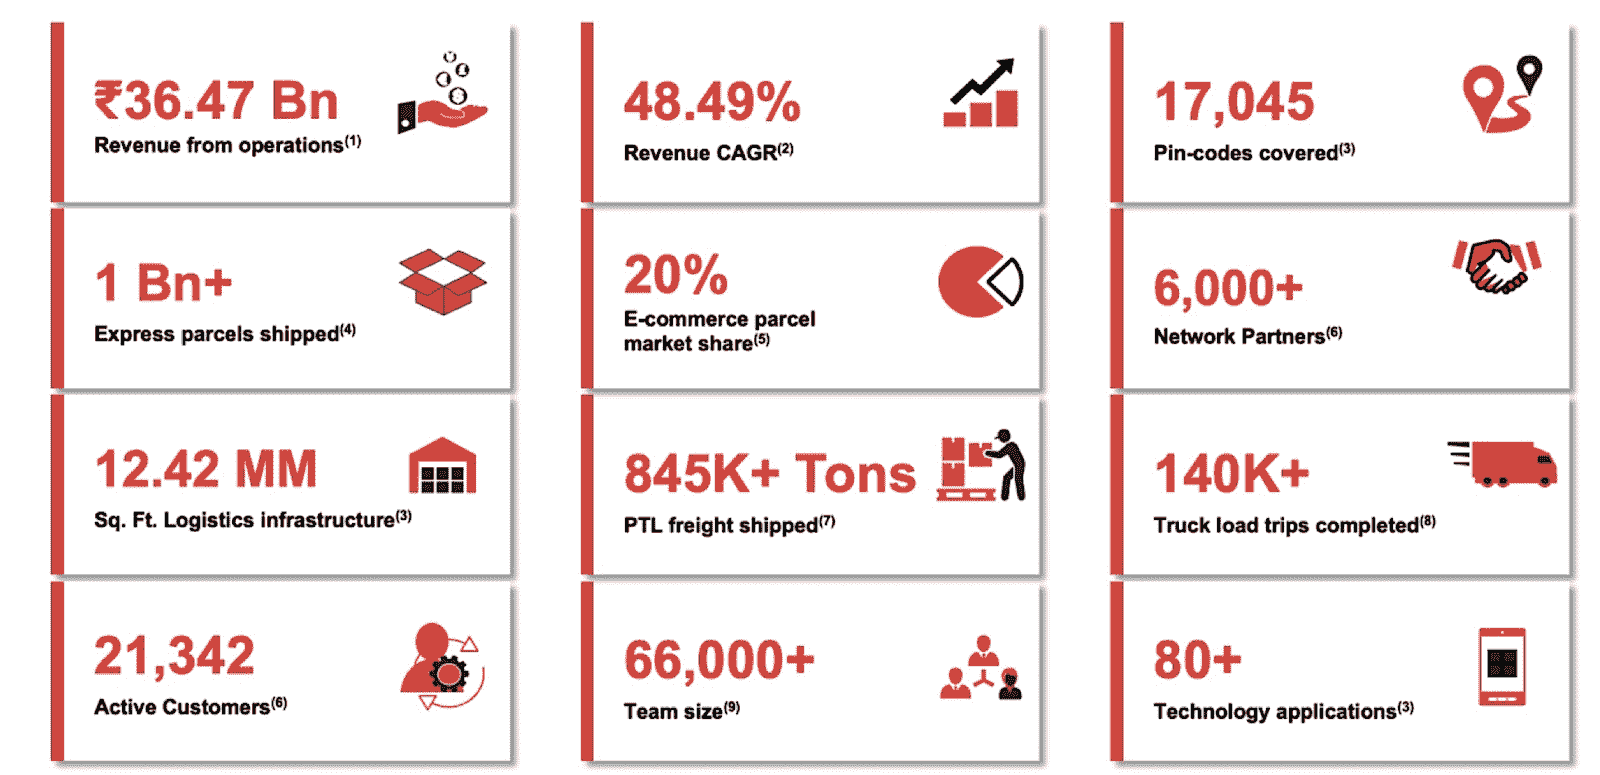 ₹36.47 Bn
Revenue from operations(1)
48.49%
Revenue CAGR(2)
17,045
Pin-codes covered(3)
1 Bn+
Express parcels shipped(4)
20%
E-commerce parcel
market share(5)
6,000+
Network Partners(6)
12.42 MM
Sq. Ft. Logistics infrastructure(3)
845K+ Tons
PTL freight shipped(7)
140K+
Truck load trips completed(8)
21,342
Active Customers(6)
66,000+
Team size(9)
80+
Technology applications(3)